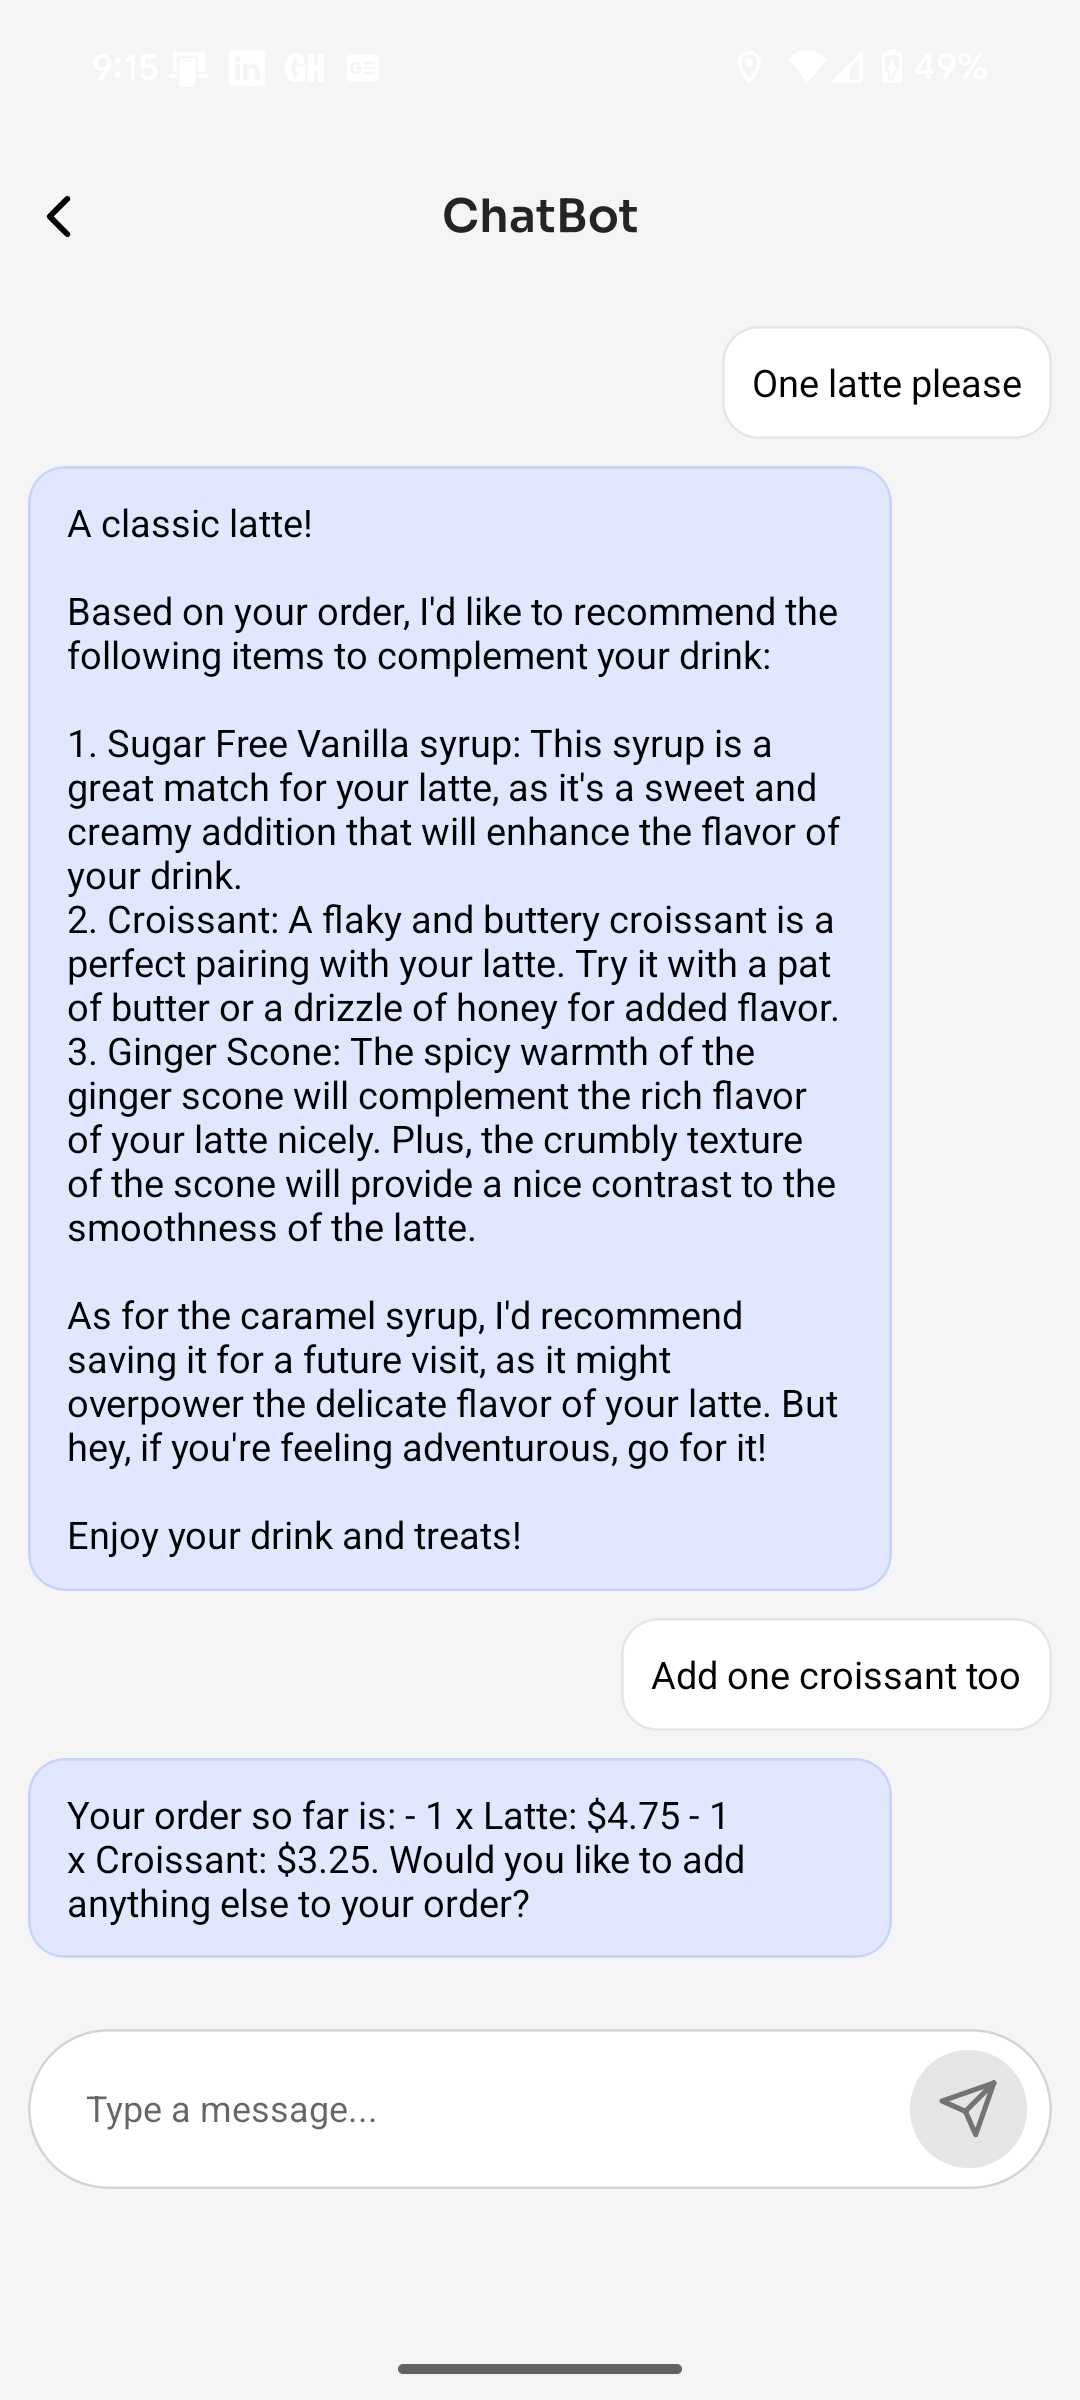 9:15 in GH GE 49%
ChatBot
One latte please
A classic latte!
Based on your order, I'd like to recommend the
following items to complement your drink:
1. Sugar Free Vanilla syrup: This syrup is a
great match for your latte, as it's a sweet and
creamy addition that will enhance the flavor of
your drink.
2. Croissant: A flaky and buttery croissant is a
perfect pairing with your latte. Try it with a pat
of butter or a drizzle of honey for added flavor.
3. Ginger Scone: The spicy warmth of the
ginger scone will complement the rich flavor
of your latte nicely. Plus, the crumbly texture
of the scone will provide a nice contrast to the
smoothness of the latte.
As for the caramel syrup, I'd recommend
saving it for a future visit, as it might
overpower the delicate flavor of your latte. But
hey, if you're feeling adventurous, go for it!
Enjoy your drink and treats!
Add one croissant too
Your order so far is: - 1 x Latte: $4.75 - 1
x Croissant: $3.25. Would you like to add
anything else to your order?
Type a message...